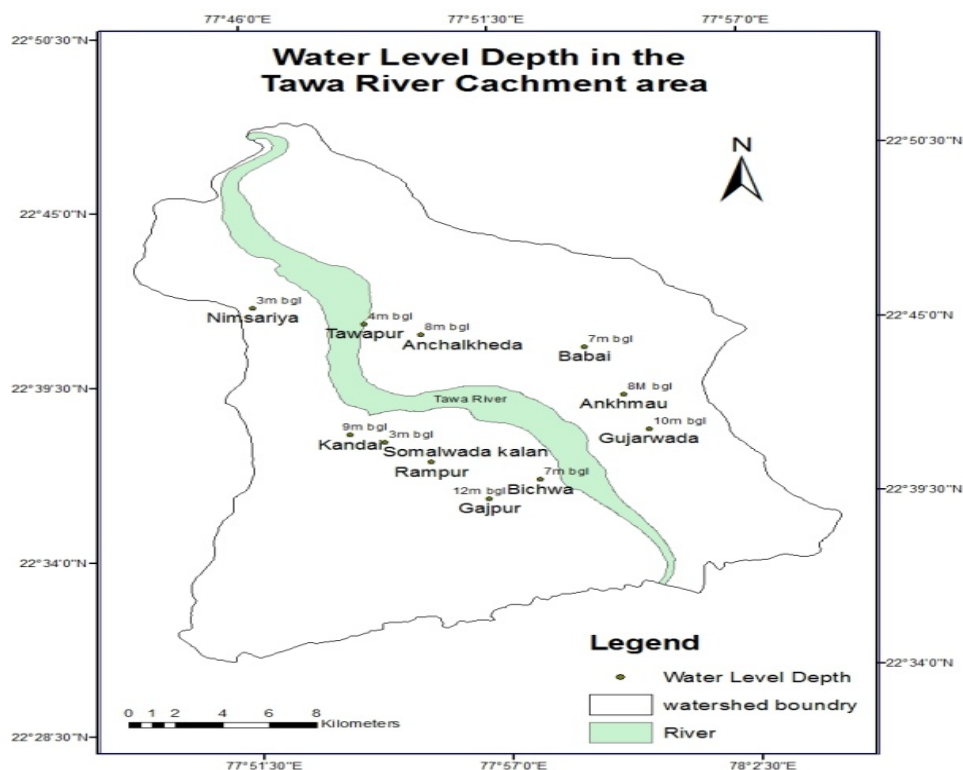 77°46'0"E 77°51'30"E 77°57'0"E
22°50'30"N
Water Level Depth in the
Tawa River Cachment area
N
22°50'30"N
22°45'0"N
3m bgl
Nimsariya
4m bgl
Tawapur
8m bgl
Anchalkheda
22°45'0"N
7m bgl
Babai
22°39'30"N
8M bgl
Ankhmau
Tawa River
10m bgl
Gujarwada
9m bgl
Kandar
3m bgl
Somalwada kalan
Rampur
7m bgl
Bichwa
12m bgl
Gajpur
22°39'30"N
22°34'0"N
Legend
Water Level Depth
watershed boundry
River
22°34'0"N
0 1 2 4 6 8
Kilometers
22°28'30"N
77°51'30"E 77°57'0"E 78°2'30"E